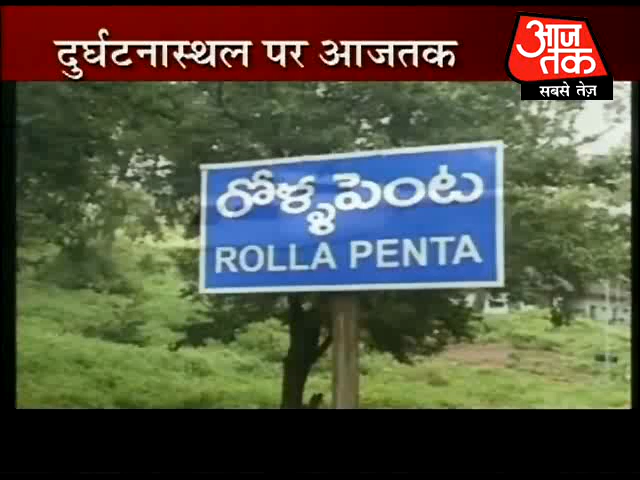 दुर्घटनास्थल पर आजतक
आज
तक
सबसे तेज़
రోళ్ళపెంట
ROLLA PENTA